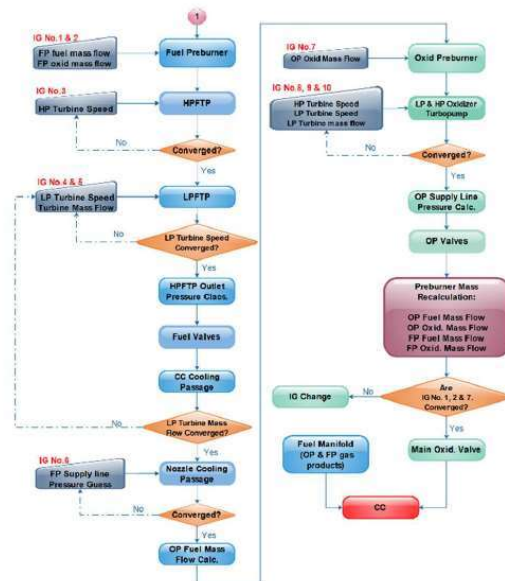 1
IG No.1 & 2
FP fuel mass flow
FP oxid mass flow
Fuel Preburner
IG No.3
HP Turbine Speed
HPFTP
No
Converged?
Yes
IG No.4 & 5
LP Turbine Speed
Turbine Mass Flow
LPFTP
No
LP Turbine Speed
Converged?
Yes
HPFTP Outlet
Pressure Claos.
Fuel Valves
CC Cooling
Passage
No
LP Turbine Mass
Flow Converged?
Yes
IG No.6
FP Supply line
Pressure Guess
Nozzle Cooling
Passage
No
Converged?
Yes
OP Fuel Mass
Flow Calc.
IG No.7
OP Oxid Mass Flow
Oxid Preburner
IG No.8, 9 & 10
HP Turbine Speed
LP Turbine Speed
LP Turbine mass flow
LP & HP Oxidizer
Turbopump
No
Converged?
Yes
OP Supply Line
Pressure Calc.
OP Valves
Preburner Mass
Recalculation:
OP Fuel Mass Flow
OP Oxid. Mass Flow
FP Fuel Mass Flow
FP Oxid. Mass Flow
Are
IG No. 1, 2 & 7.
Converged?
No
IG Change
Yes
Main Oxid. Valve
Fuel Manifold
(OP & FP gas
products)
CC